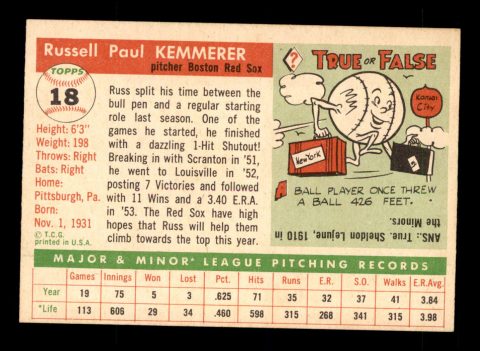 Russell Paul KEMMERER
pitcher Boston Red Sox
TOPPS
18
Height: 6'3"
Weight: 198
Throws: Right
Bats: Right
Home:
Pittsburgh, Pa.
Born:
Nov. 1, 1931
© T.C.G.
printed in U.S.A.
Russ split his time between the
bull pen and a regular starting
role last season. One of the
games he started, he finished
with a dazzling 1-Hit Shutout!
Breaking in with Scranton in '51,
he went to Louisville in '52,
posting 7 Victories and followed
with 11 Wins and a 3.40 E.R.A.
in '53. The Red Sox have high
hopes that Russ will help them
climb towards the top this year.
?
TRUE OR FALSE
Kansas
City
New York
A BALL PLAYER ONCE THREW
A BALL 426 FEET.
ANS.: True. Sheldon Lejune, 1910 in
the Minors.
MAJOR & MINOR* LEAGUE PITCHING RECORDS
Games Innings Won Lost Pct. Hits Runs E.R. S.O. Walks E.R.A.
Year 19 75 5 3 .625 71 35 32 37 41 3.84
*Life 113 606 29 34 .460 598 315 268 341 315 3.98